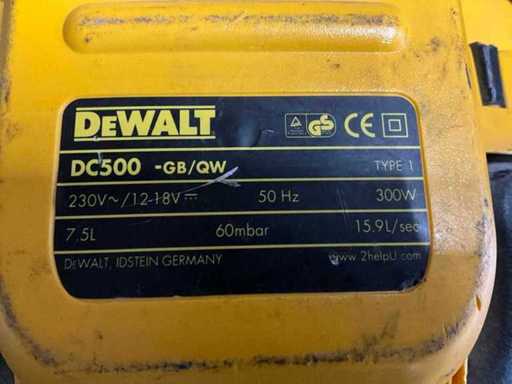 DEWALT
DC500 -GB/QW TYPE 1
230V~/12-18V⎓ 50 Hz 300W
7.5L 60mbar 15.9L/sec
DEWALT, IDSTEIN GERMANY www.2helpU.com